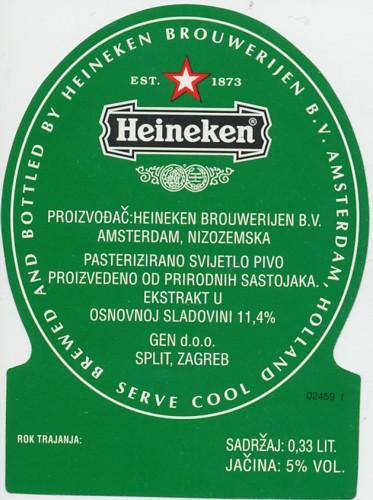 BREWED AND BOTTLED BY HEINEKEN BROUWERIJEN B.V. AMSTERDAM, HOLLAND
EST. 1873
Heineken®
PROIZVOĐAČ:HEINEKEN BROUWERIJEN B.V.
AMSTERDAM, NIZOZEMSKA
PASTERIZIRANO SVIJETLO PIVO
PROIZVEDENO OD PRIRODNIH SASTOJAKA.
EKSTRAKT U
OSNOVNOJ SLADOVINI 11,4%
GEN d.o.o.
SPLIT, ZAGREB
SERVE COOL
02459 I
ROK TRAJANJA:
SADRŽAJ: 0,33 LIT.
JAČINA: 5% VOL.